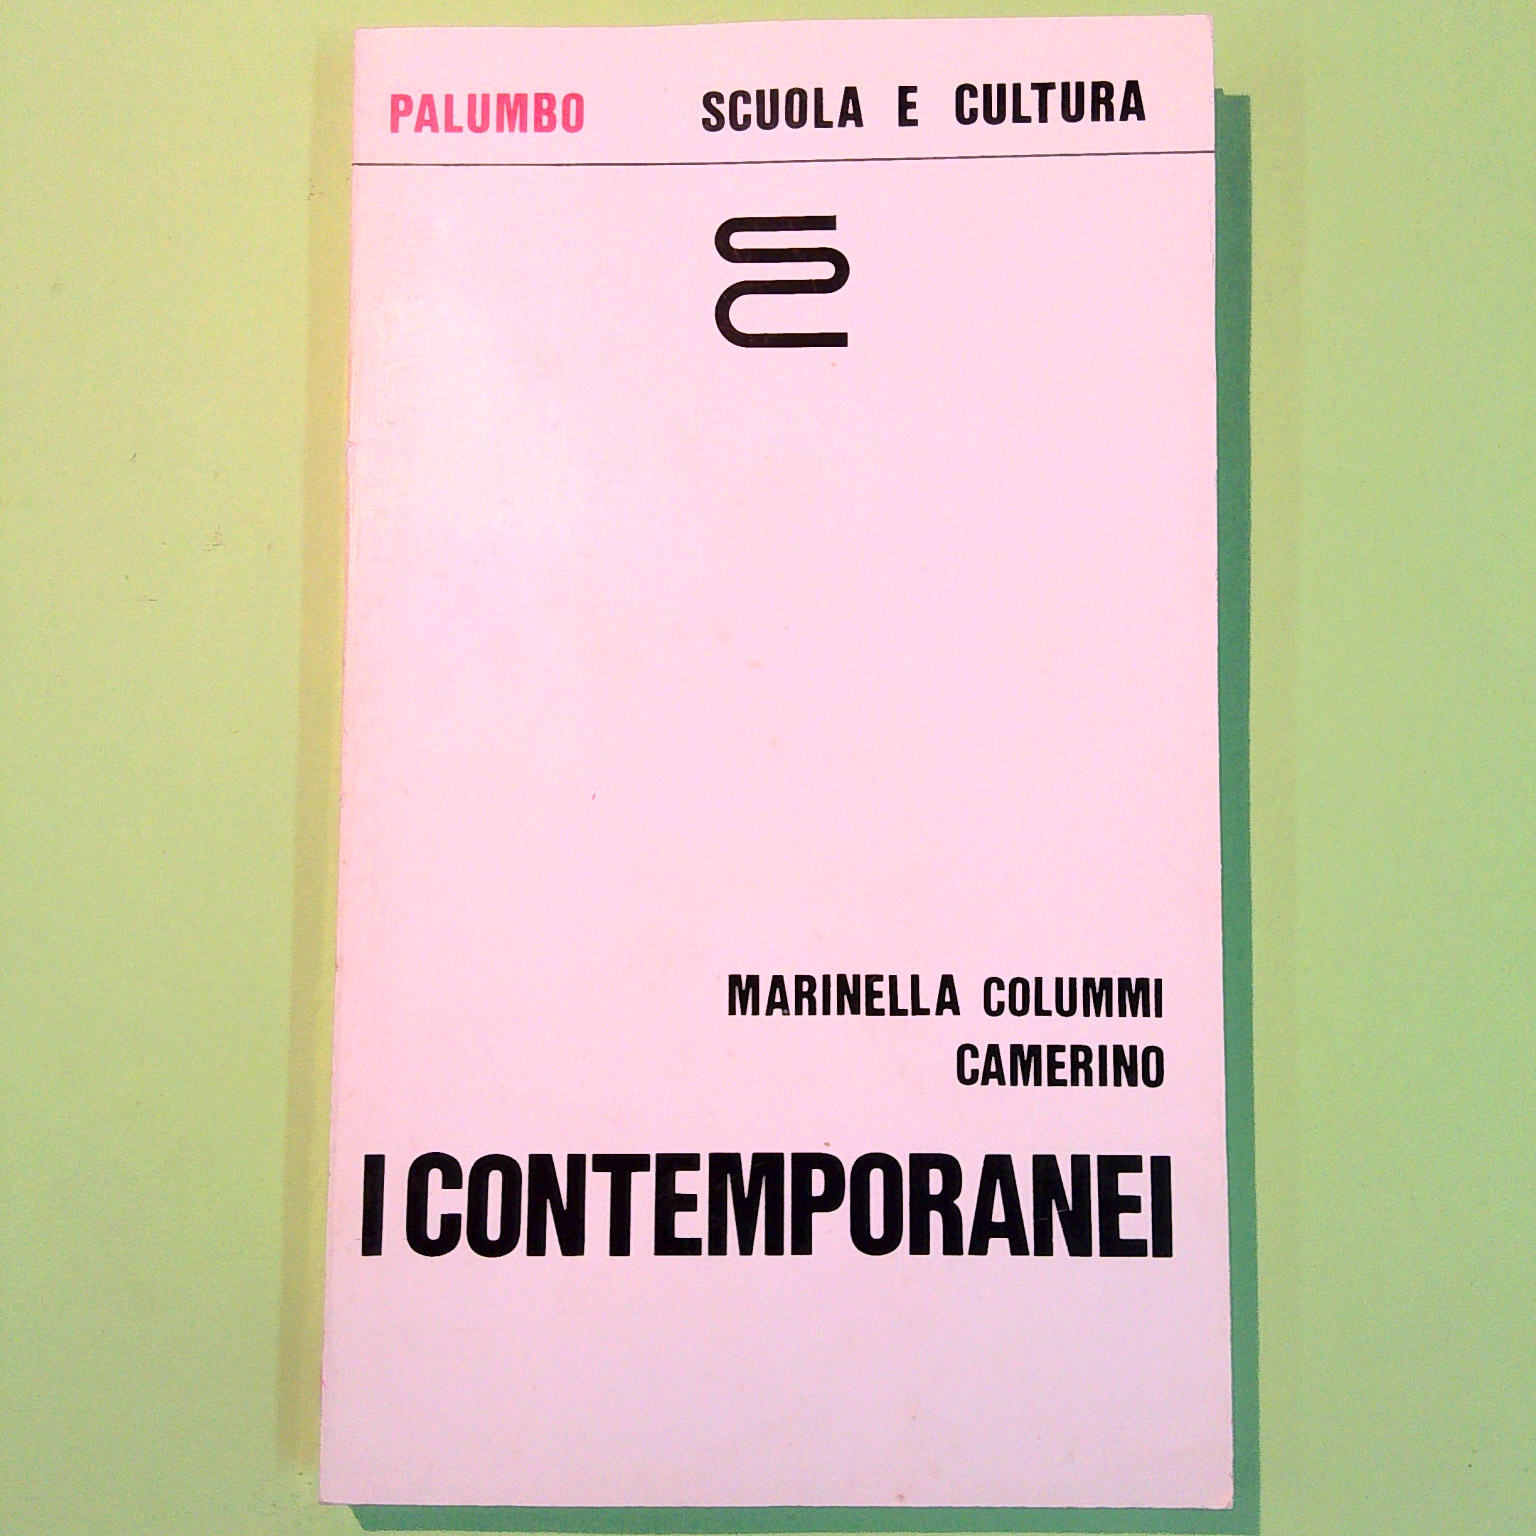 PALUMBO SCUOLA E CULTURA
MARINELLA COLUMMI
CAMERINO
I CONTEMPORANEI